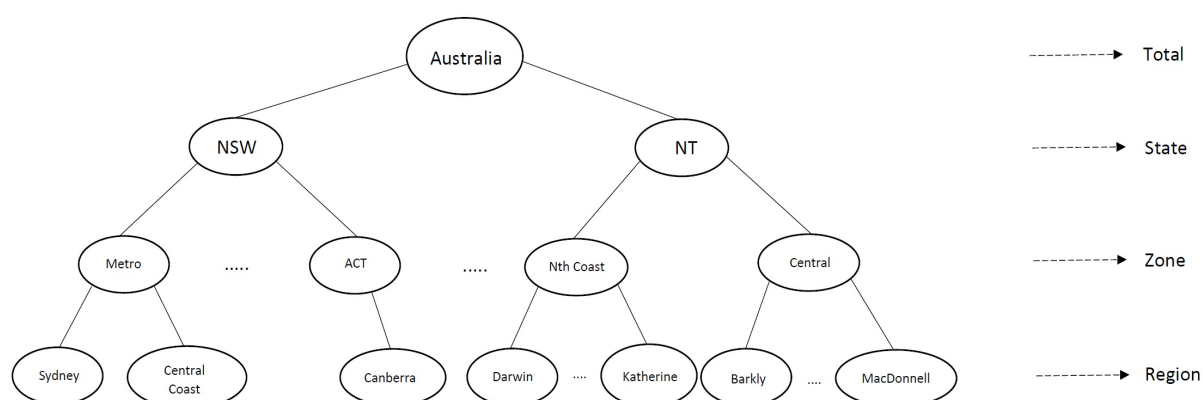 Australia
Total
NSW
NT
State
Metro
.....
ACT
.....
Nth Coast
Central
Zone
Sydney
Central
Coast
Canberra
Darwin
....
Katherine
Barkly
....
MacDonnell
Region